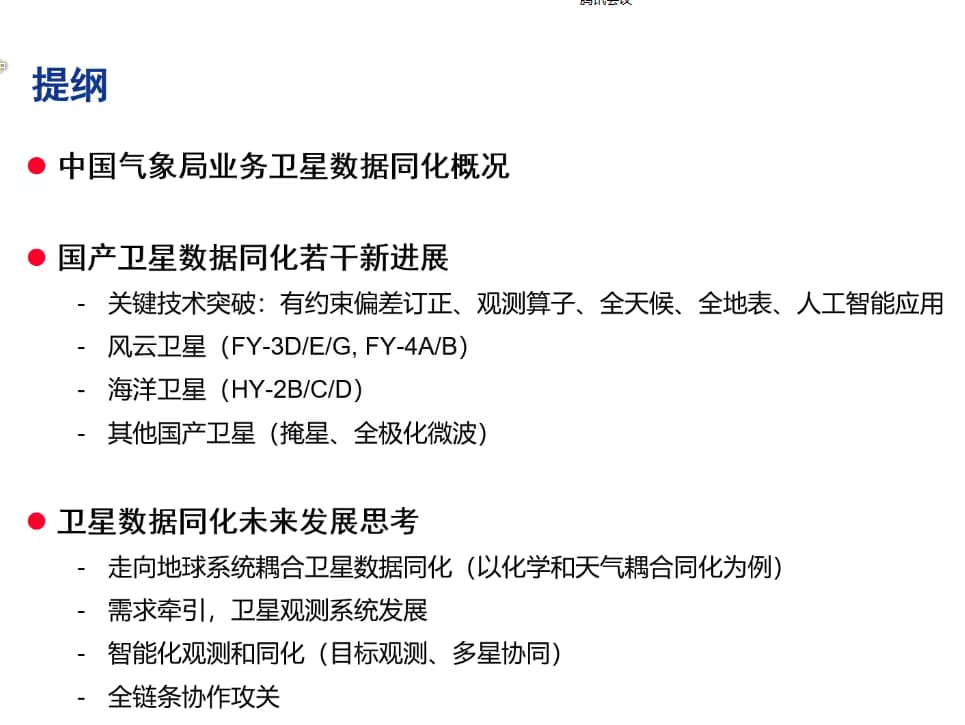 腾讯会议
提纲
中国气象局业务卫星数据同化概况
国产卫星数据同化若干新进展
- 关键技术突破：有约束偏差订正、观测算子、全天候、全地表、人工智能应用
- 风云卫星（FY-3D/E/G, FY-4A/B）
- 海洋卫星（HY-2B/C/D）
- 其他国产卫星（掩星、全极化微波）
卫星数据同化未来发展思考
- 走向地球系统耦合卫星数据同化（以化学和天气耦合同化为例）
- 需求牵引，卫星观测系统发展
- 智能化观测和同化（目标观测、多星协同）
- 全链条协作攻关